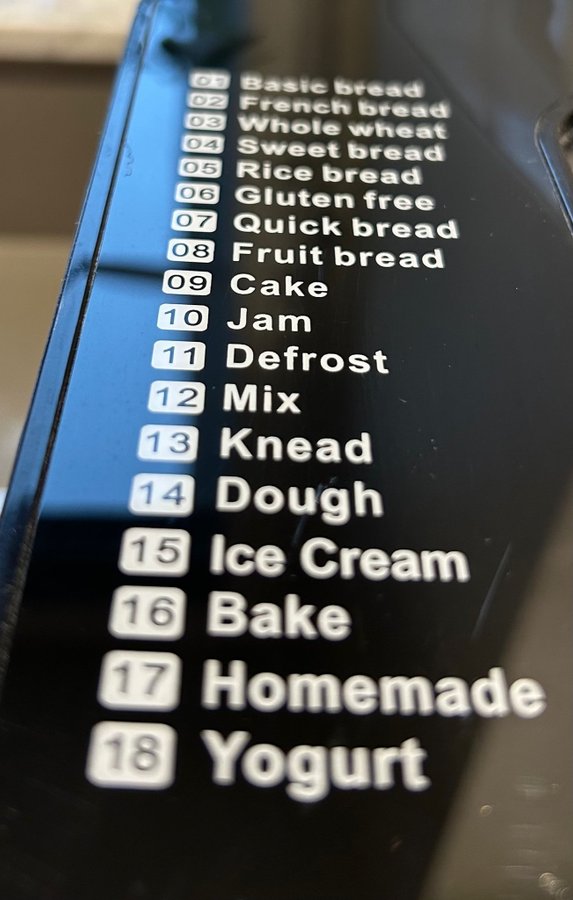 01 Basic bread
02 French bread
03 Whole wheat
04 Sweet bread
05 Rice bread
06 Gluten free
07 Quick bread
08 Fruit bread
09 Cake
10 Jam
11 Defrost
12 Mix
13 Knead
14 Dough
15 Ice Cream
16 Bake
17 Homemade
18 Yogurt